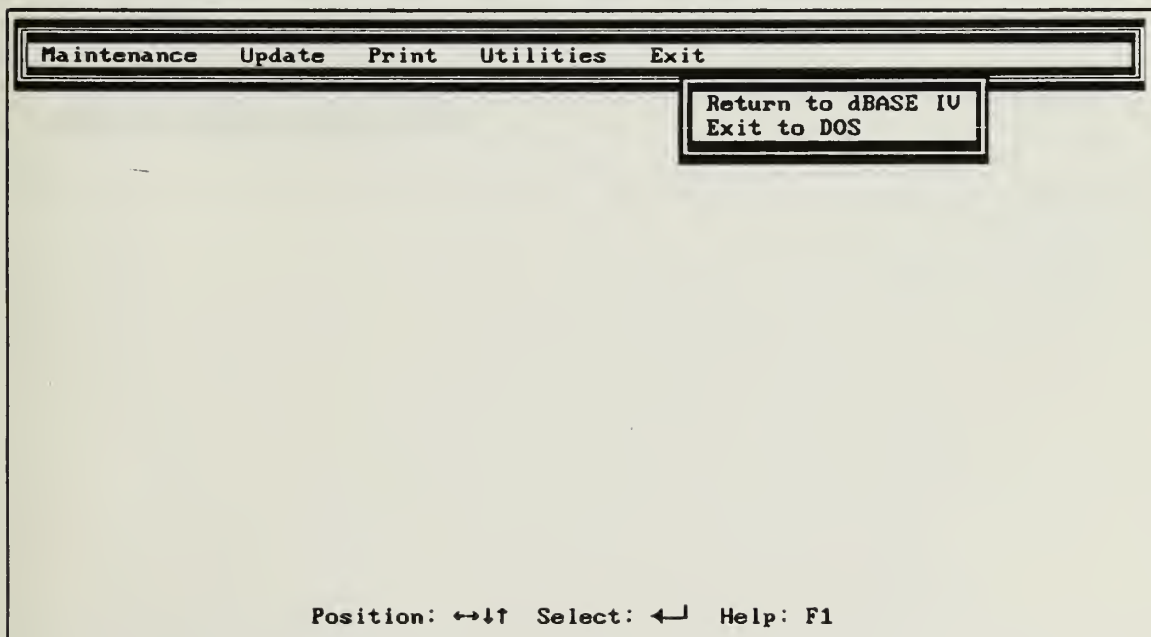 Maintenance Update Print Utilities Exit
Return to dBASE IV
Exit to DOS
Position: ↔↓↑ Select: ←┘ Help: F1